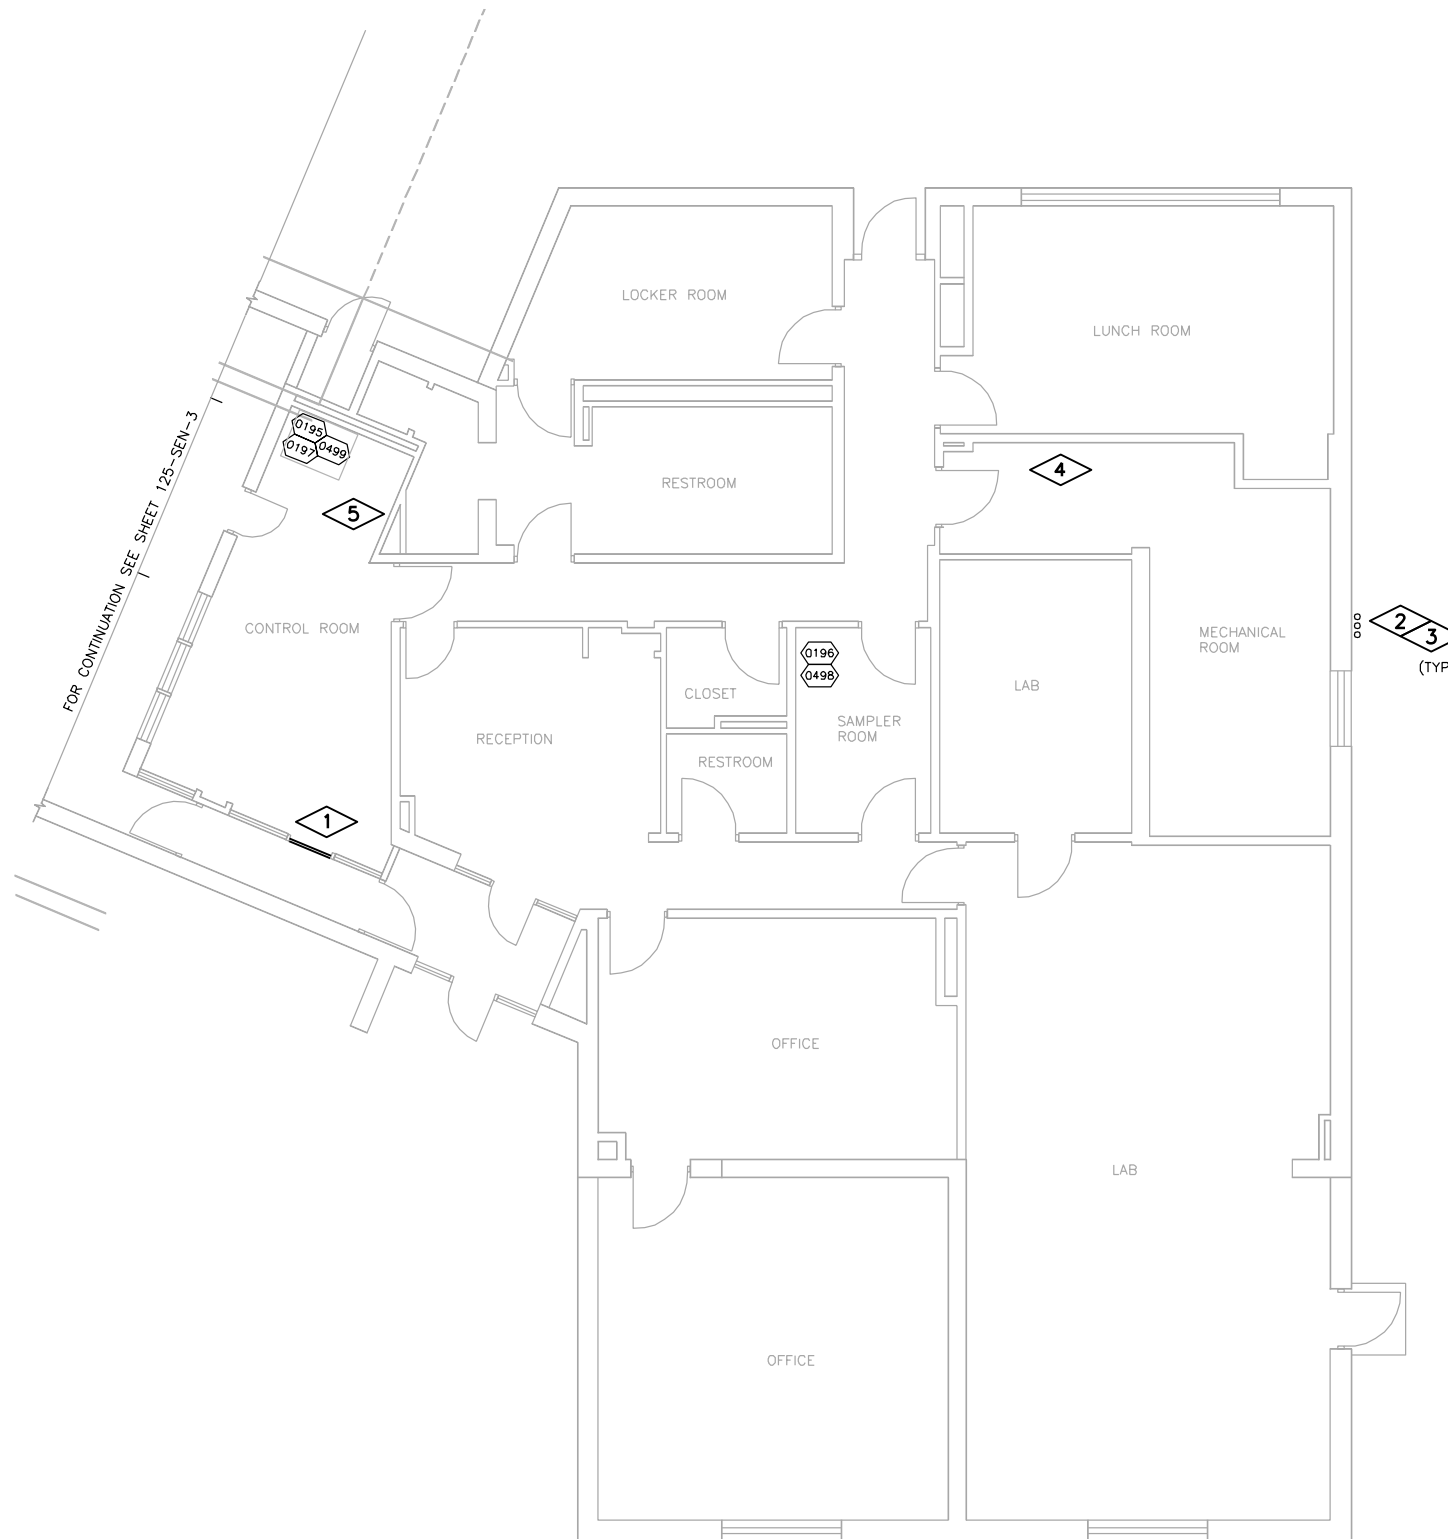 LOCKER ROOM
LUNCH ROOM
FOR CONTINUATION SEE SHEET 125-SEN-3
0195
0197
0499
RESTROOM
4
5
CONTROL ROOM
2
3
(TYP
MECHANICAL
ROOM
0196
0498
CLOSET
LAB
SAMPLER
ROOM
RECEPTION
RESTROOM
1
OFFICE
LAB
OFFICE